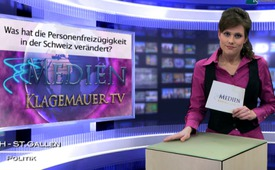 Was hat die Personenfreizügigkeit
in der Schweiz verändert?
MEDIEN
KLAGEMAUER.TV
MEDIEN
H - ST.GALLEN
POLITIK